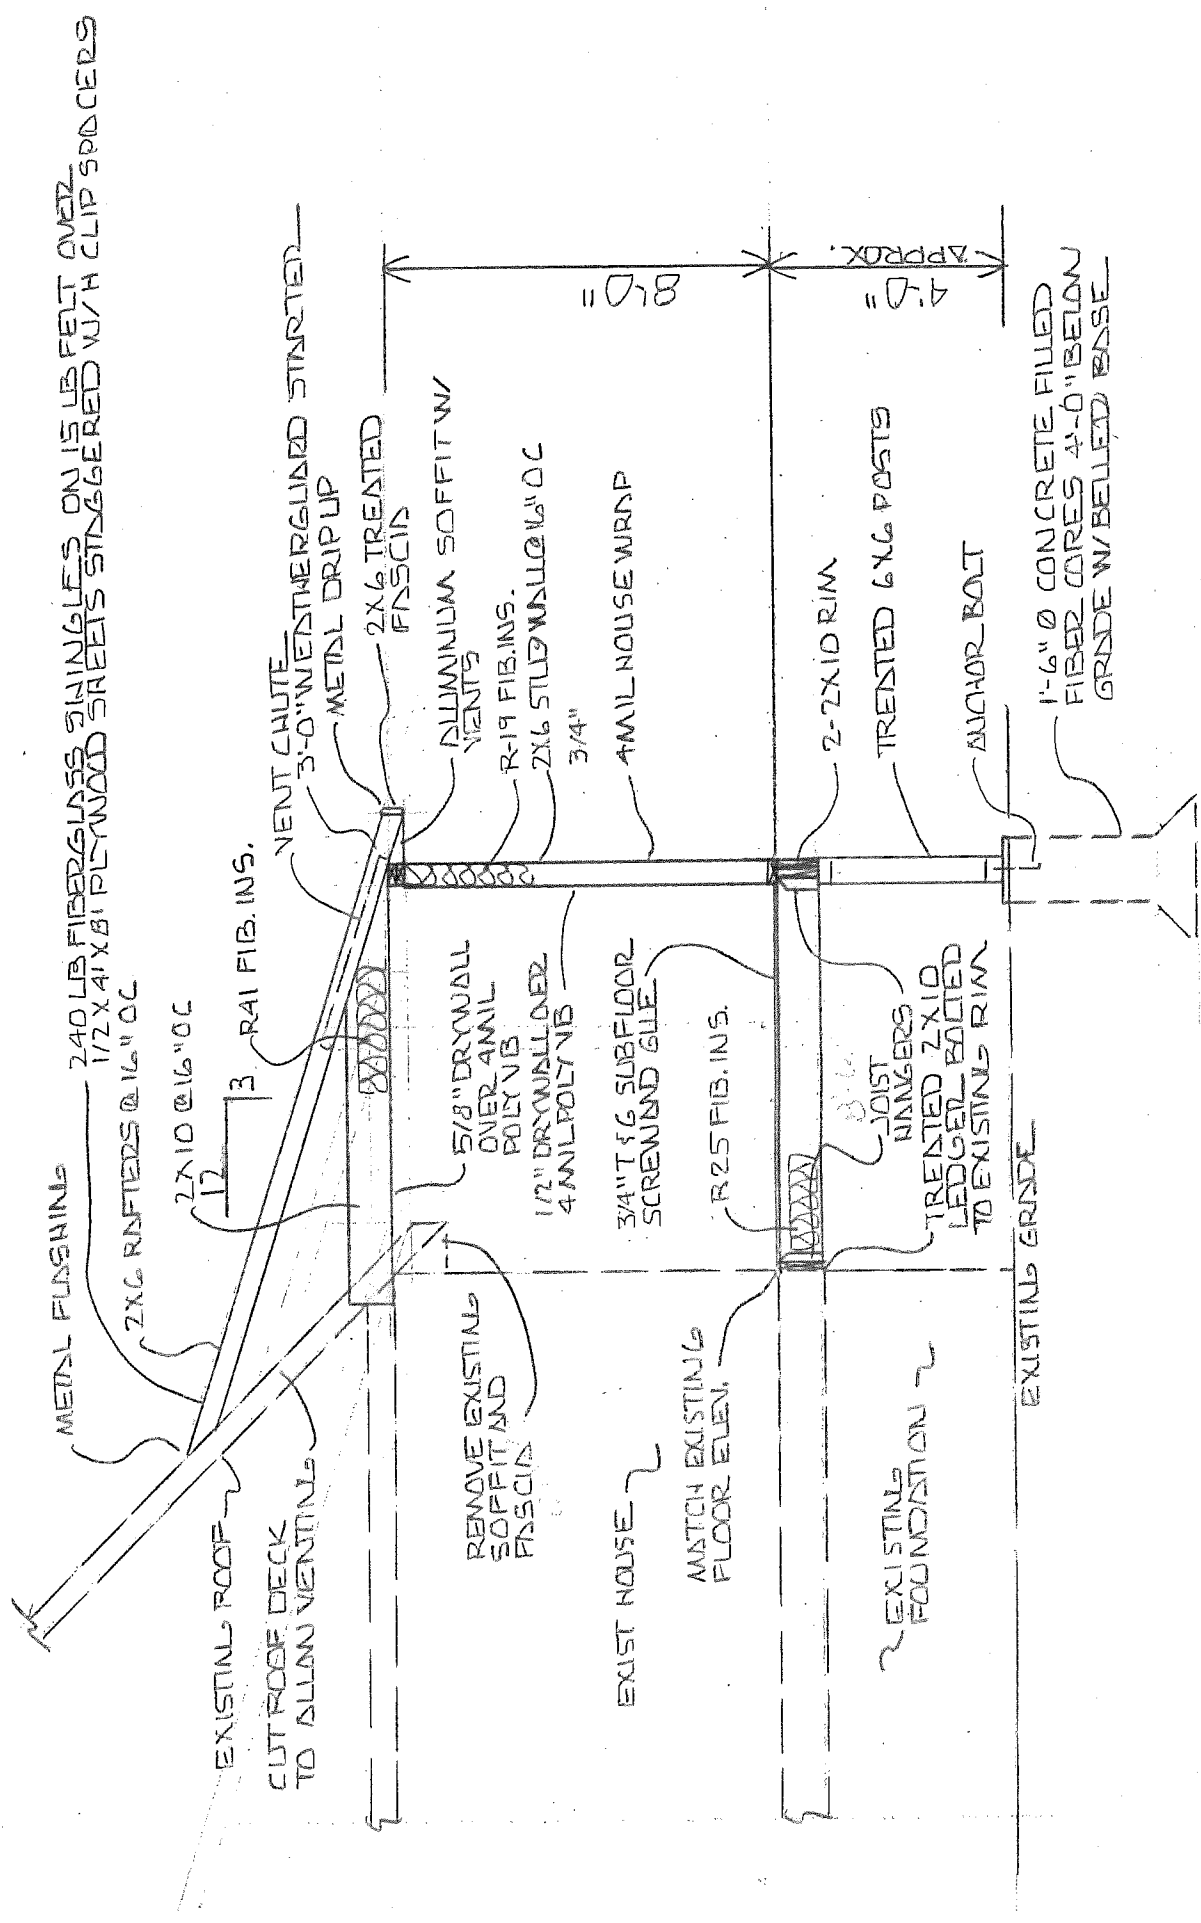 240 LB FIBERGLASS SHINGLES ON 15 LB FELT OVER
1/2 X 4' X 8' PLYWOOD SHEETS STAGGERED W/H CLIP SPACERS
METAL FLASHING
2X6 RAFTERS @ 16" OC
2X10 @ 16" OC
12
3
R41 FIB. INS.
VENT CHUTE
3'-0" WEATHERGUARD STARTER
METAL DRIP UP
2X6 TREATED
FASCIA
ALUMINIUM SOFFIT W/
VENTS
R-19 FIB. INS.
2X6 STUD WALL @ 16" OC
3/4"
4 MIL HOUSE WRAP
2-2X10 RIM
TREATED 6X6 POSTS
ANCHOR BOLT
1'-6" Ø CONCRETE FILLED
FIBER CORES 4'-0" BELOW
GRADE W/ BELLED BASE
8'-0"
4'-0"
APPROX.
EXISTING ROOF
CUT ROOF DECK
TO ALLOW VENTING
5/8" DRYWALL
OVER 4 MIL
POLY VB
1/2" DRYWALL OVER
4 MIL POLY VB
3/4" T & G SUBFLOOR
SCREW AND GLUE
R25 FIB. INS.
JOIST
HANGERS
TREATED 2X10
LEDGER BOLTED
TO EXISTING RIM
REMOVE EXISTING
SOFFIT AND
FASCIA
EXIST HOUSE
MATCH EXISTING
FLOOR ELEV.
EXISTING
FOUNDATION
EXISTING GRADE